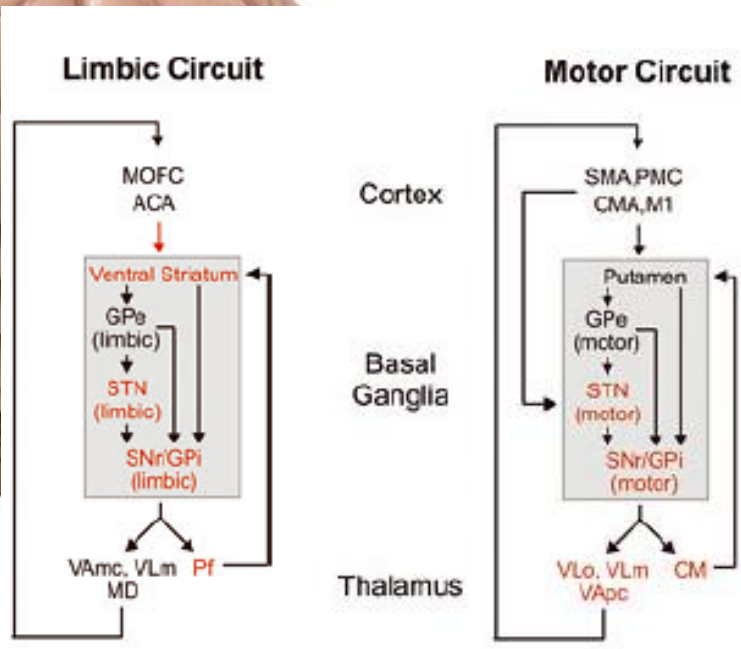 Limbic Circuit
MOFC
ACA
Ventral Striatum
GPe
(limbic)
STN
(limbic)
SNr/GPi
(limbic)
VAmc, VLm
MD
Pf
Cortex
Basal
Ganglia
Thalamus
Motor Circuit
SMA,PMC
CMA,M1
Putamen
GPe
(motor)
STN
(motor)
SNr/GPi
(motor)
VLo, VLm
VApc
CM